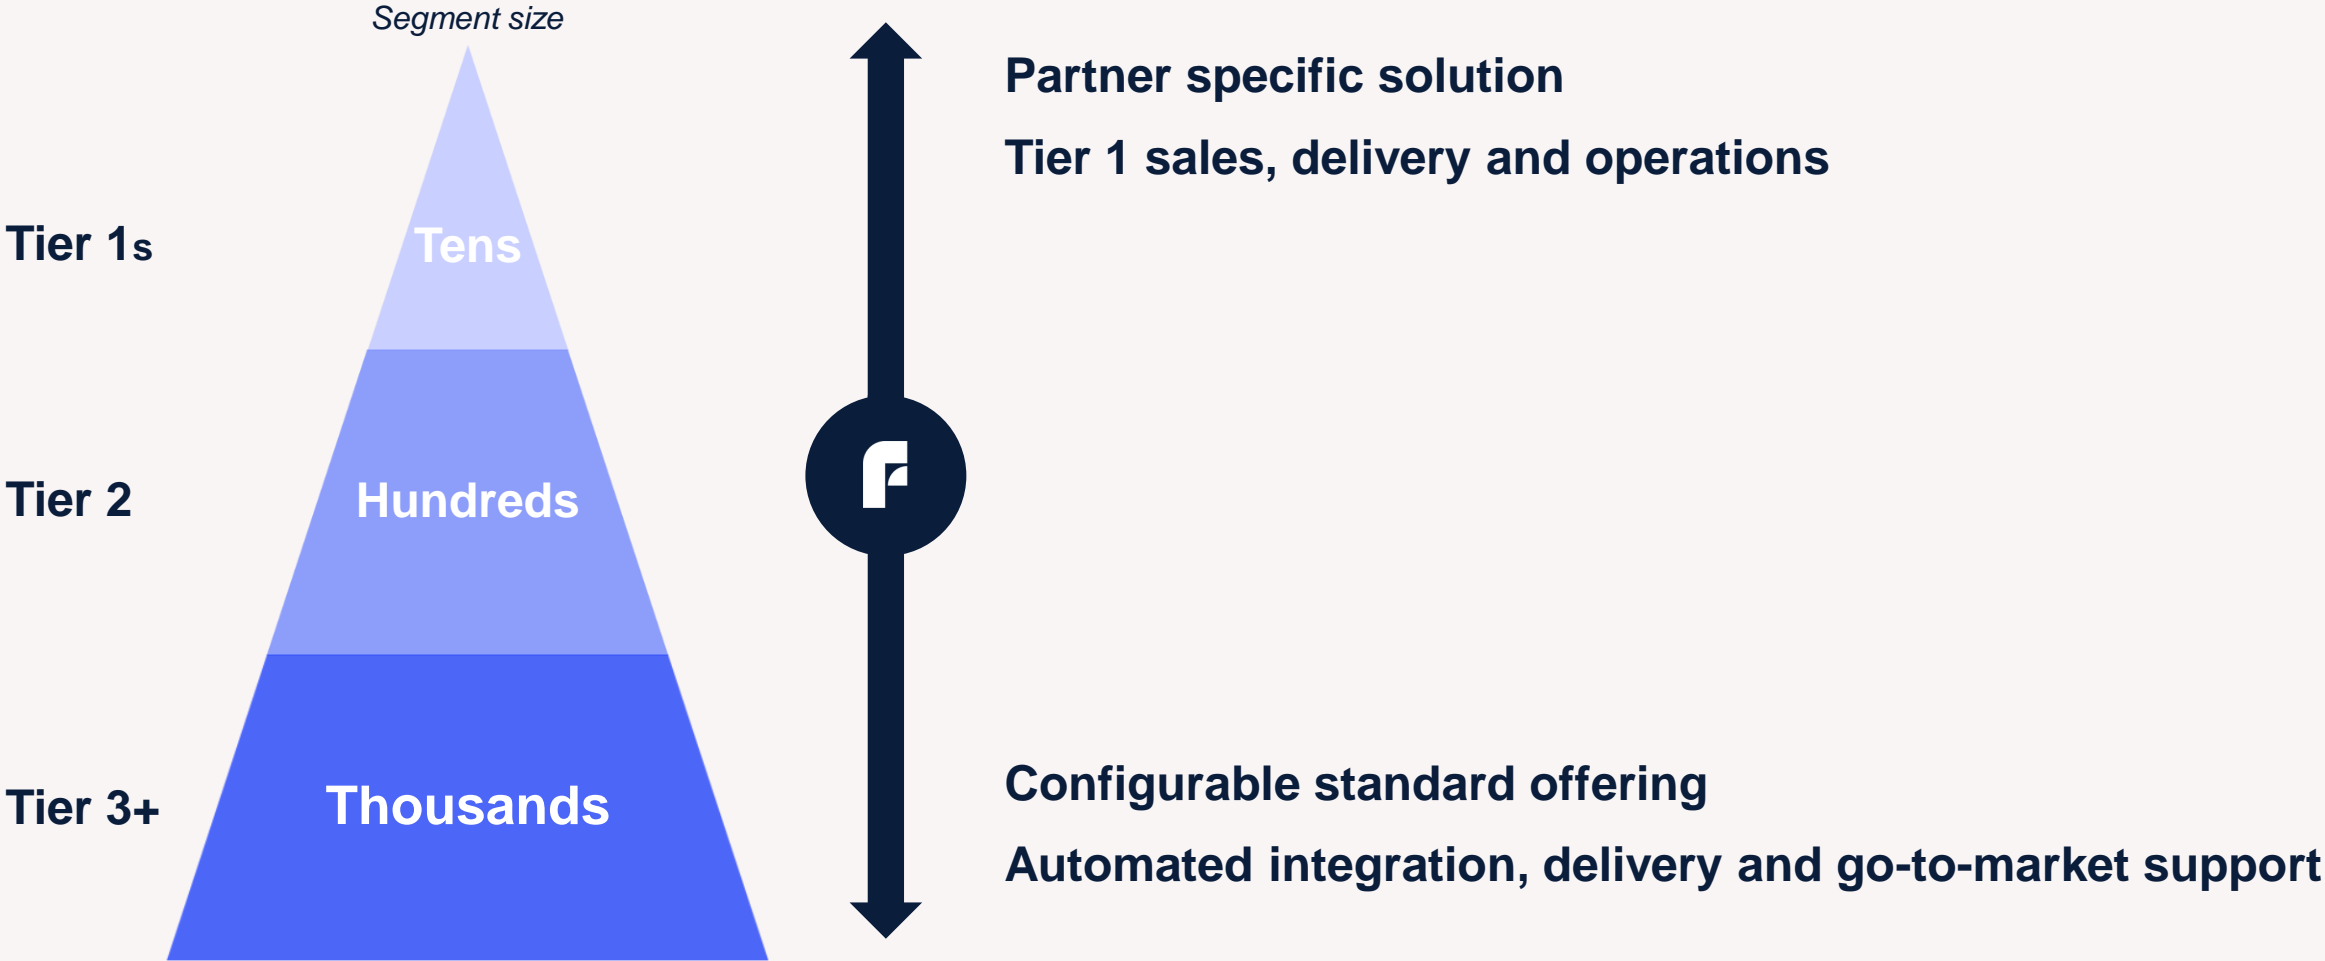 Segment size
Partner specific solution
Tier 1 sales, delivery and operations
Tier 1s
Tens
Tier 2
Hundreds
Tier 3+
Thousands
Configurable standard offering
Automated integration, delivery and go-to-market support